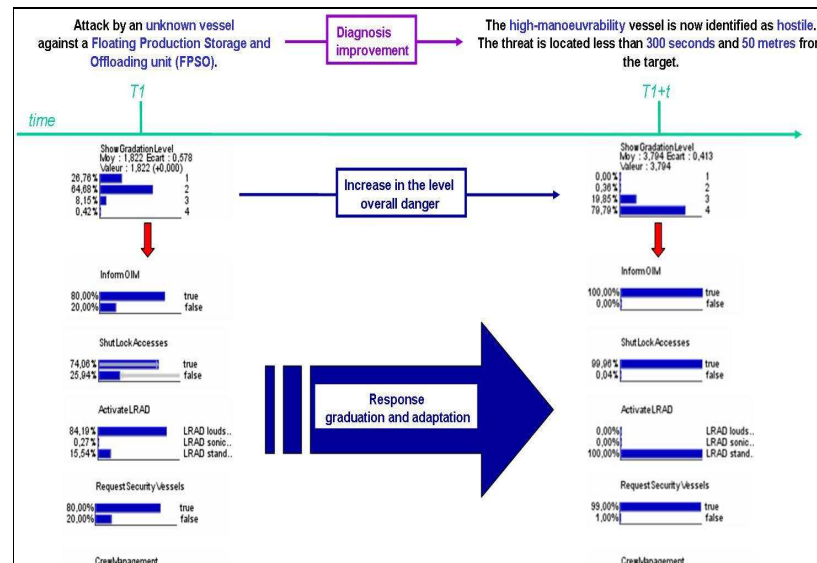 Attack by an unknown vessel
against a Floating Production Storage and
Offloading unit (FPSO).
Diagnosis
improvement
The high-manoeuvrability vessel is now identified as hostile.
The threat is located less than 300 seconds and 50 metres from
the target.
T1
T1+t
time
ShowGradationLevel
Moy : 1,822 Ecart : 0,578
Valeur : 1,822 (+0,000)
26,76% 1
64,68% 2
8,15% 3
0,42% 4
Increase in the level
overall danger
ShowGradationLevel
Moy : 3,794 Ecart : 0,413
Valeur : 3,794
0,00% 1
0,36% 2
19,85% 3
79,79% 4
InformOIM
80,00% true
20,00% false
ShutLockAccesses
74,06% true
25,94% false
ActivateLRAD
84,19% LRAD louds..
0,27% LRAD sonic..
15,54% LRAD stand..
RequestSecurityVessels
80,00% true
20,00% false
CrewManagement
Response
graduation and adaptation
InformOIM
100,00% true
0,00% false
ShutLockAccesses
99,96% true
0,04% false
ActivateLRAD
0,00% LRAD louds..
0,00% LRAD sonic..
100,00% LRAD stand..
RequestSecurityVessels
99,00% true
1,00% false
CrewManagement